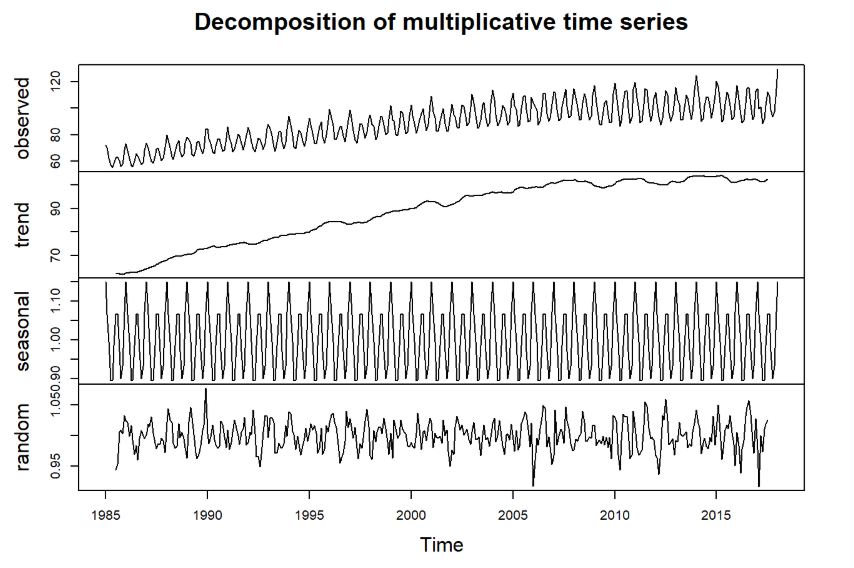 Decomposition of multiplicative time series
observed
60 80 120
trend
70 90
seasonal
0.90 1.00 1.10
random
0.95 1.05
1985 1990 1995 2000 2005 2010 2015
Time